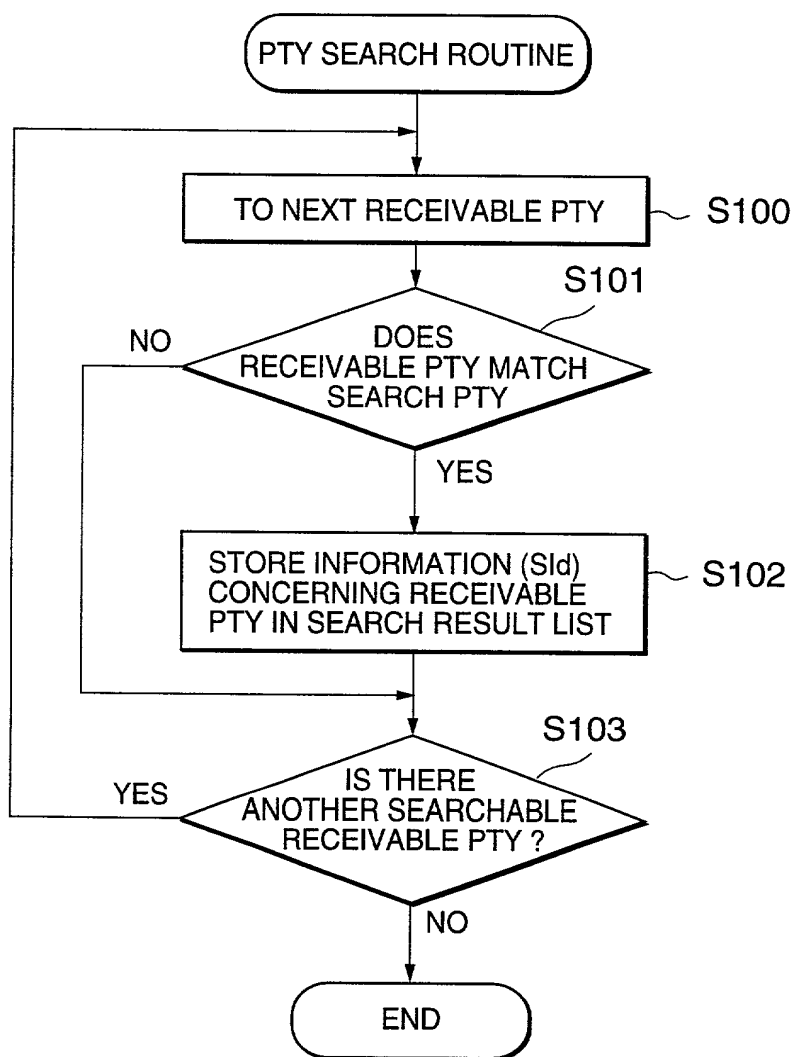 PTY SEARCH ROUTINE
TO NEXT RECEIVABLE PTY
S100
S101
NO
DOES
RECEIVABLE PTY MATCH
SEARCH PTY
YES
STORE INFORMATION (SId)
CONCERNING RECEIVABLE
PTY IN SEARCH RESULT LIST
S102
S103
YES
IS THERE
ANOTHER SEARCHABLE
RECEIVABLE PTY ?
NO
END